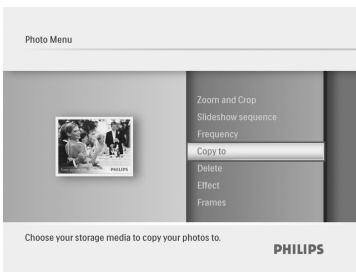 Photo Menu
Zoom and Crop
Slideshow sequence
Frequency
Copy to
Delete
Effect
Frames
PHILIPS
Choose your storage media to copy your photos to.
PHILIPS